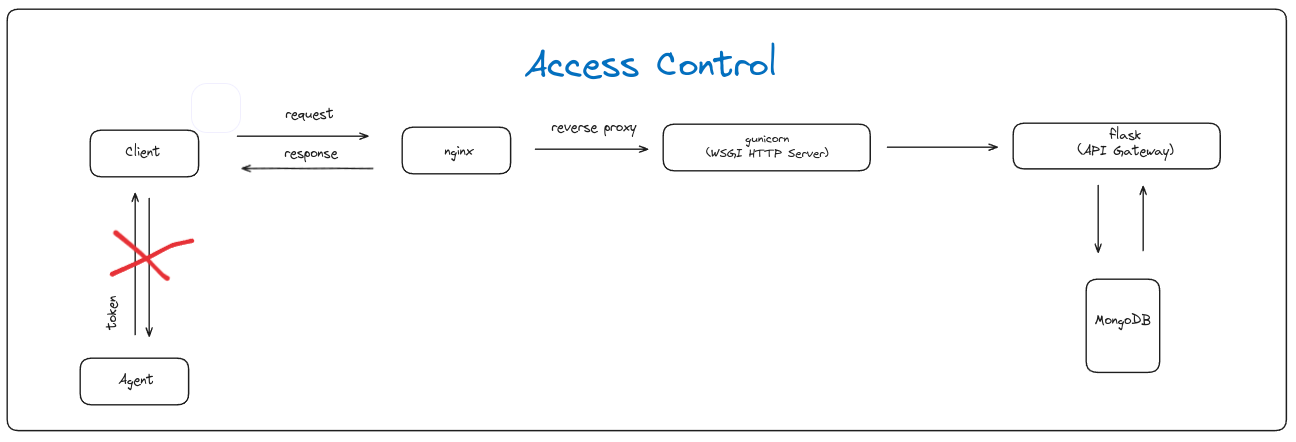 Access Control
request
reverse proxy
Client
response
nginx
gunicorn
(WSGI HTTP Server)
flask
(API Gateway)
token
MongoDB
Agent